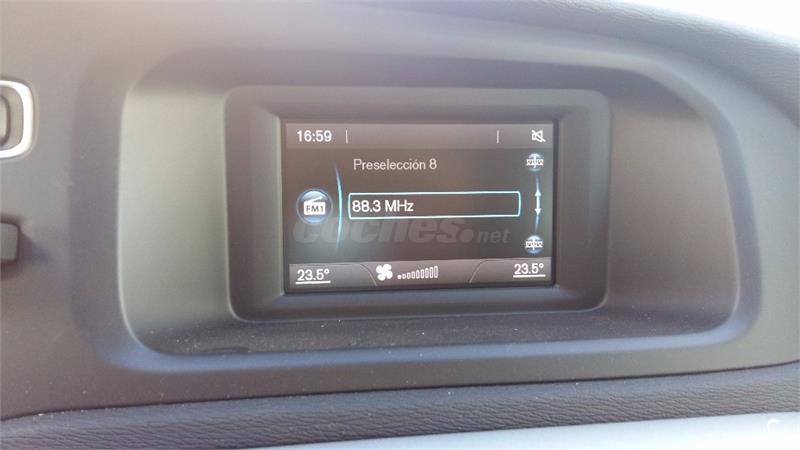 16:59
Preselección 8
FM1
88.3 MHz
coches.net
23.5°
23.5°